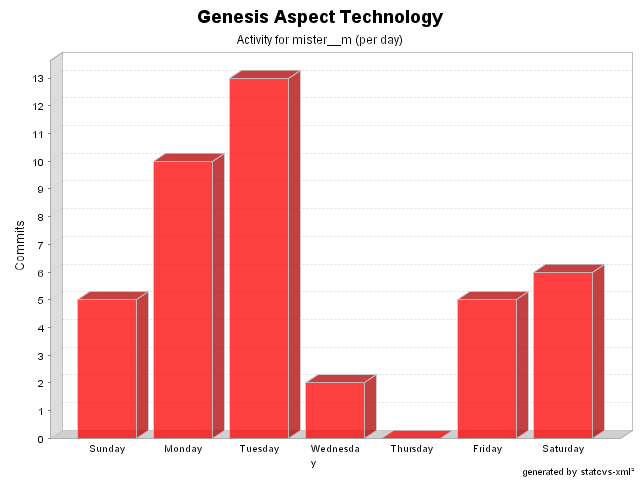 Genesis Aspect Technology
Activity for mister__m (per day)
Commits
13
12
11
10
9
8
7
6
5
4
3
2
1
0
Sunday
Monday
Tuesday
Wednesda
y
Thursday
Friday
Saturday
generated by statcvs-xml²